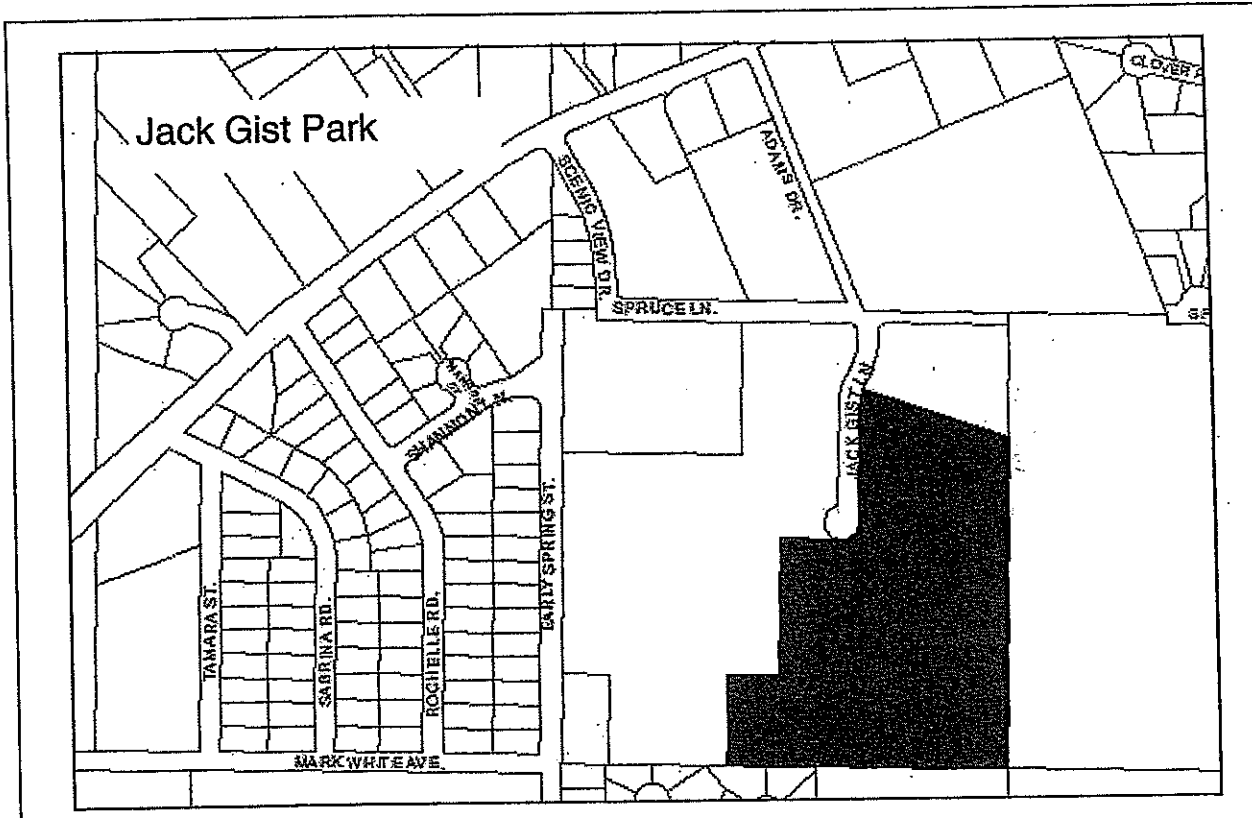 CLOVER
Jack Gist Park
ADAMS DR.
SCENIC VIEW DR.
SPRUCE LN.
JACK GIST LN.
SHANNON LN.
EARLY SPRING ST.
TAMARA ST.
SABRINA RD.
ROCHELLE RD.
MARK WHITE AVE.